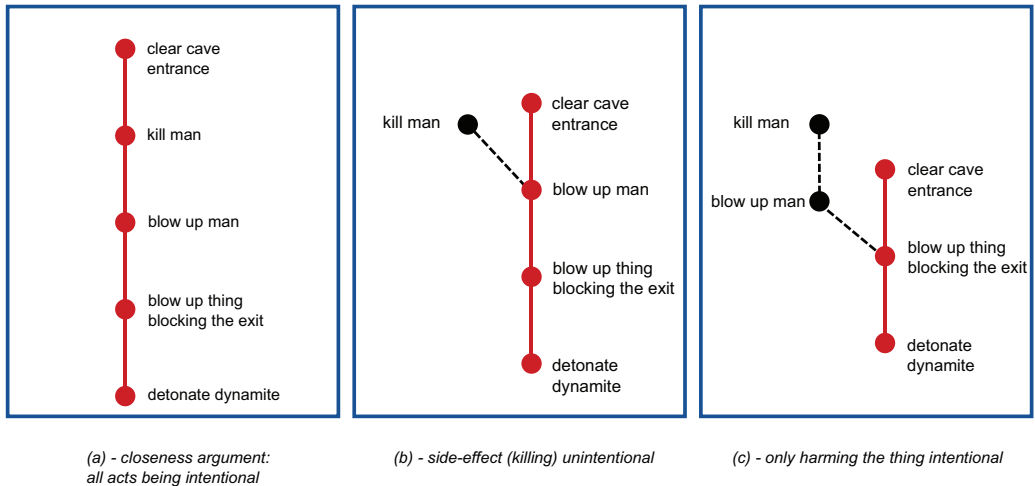 clear cave
entrance
kill man
blow up man
blow up thing
blocking the exit
detonate dynamite
(a) - closeness argument:
all acts being intentional
kill man
clear cave
entrance
blow up man
blow up thing
blocking the exit
detonate
dynamite
(b) - side-effect (killing) unintentional
kill man
clear cave
entrance
blow up man
blow up thing
blocking the exit
detonate
dynamite
(c) - only harming the thing intentional